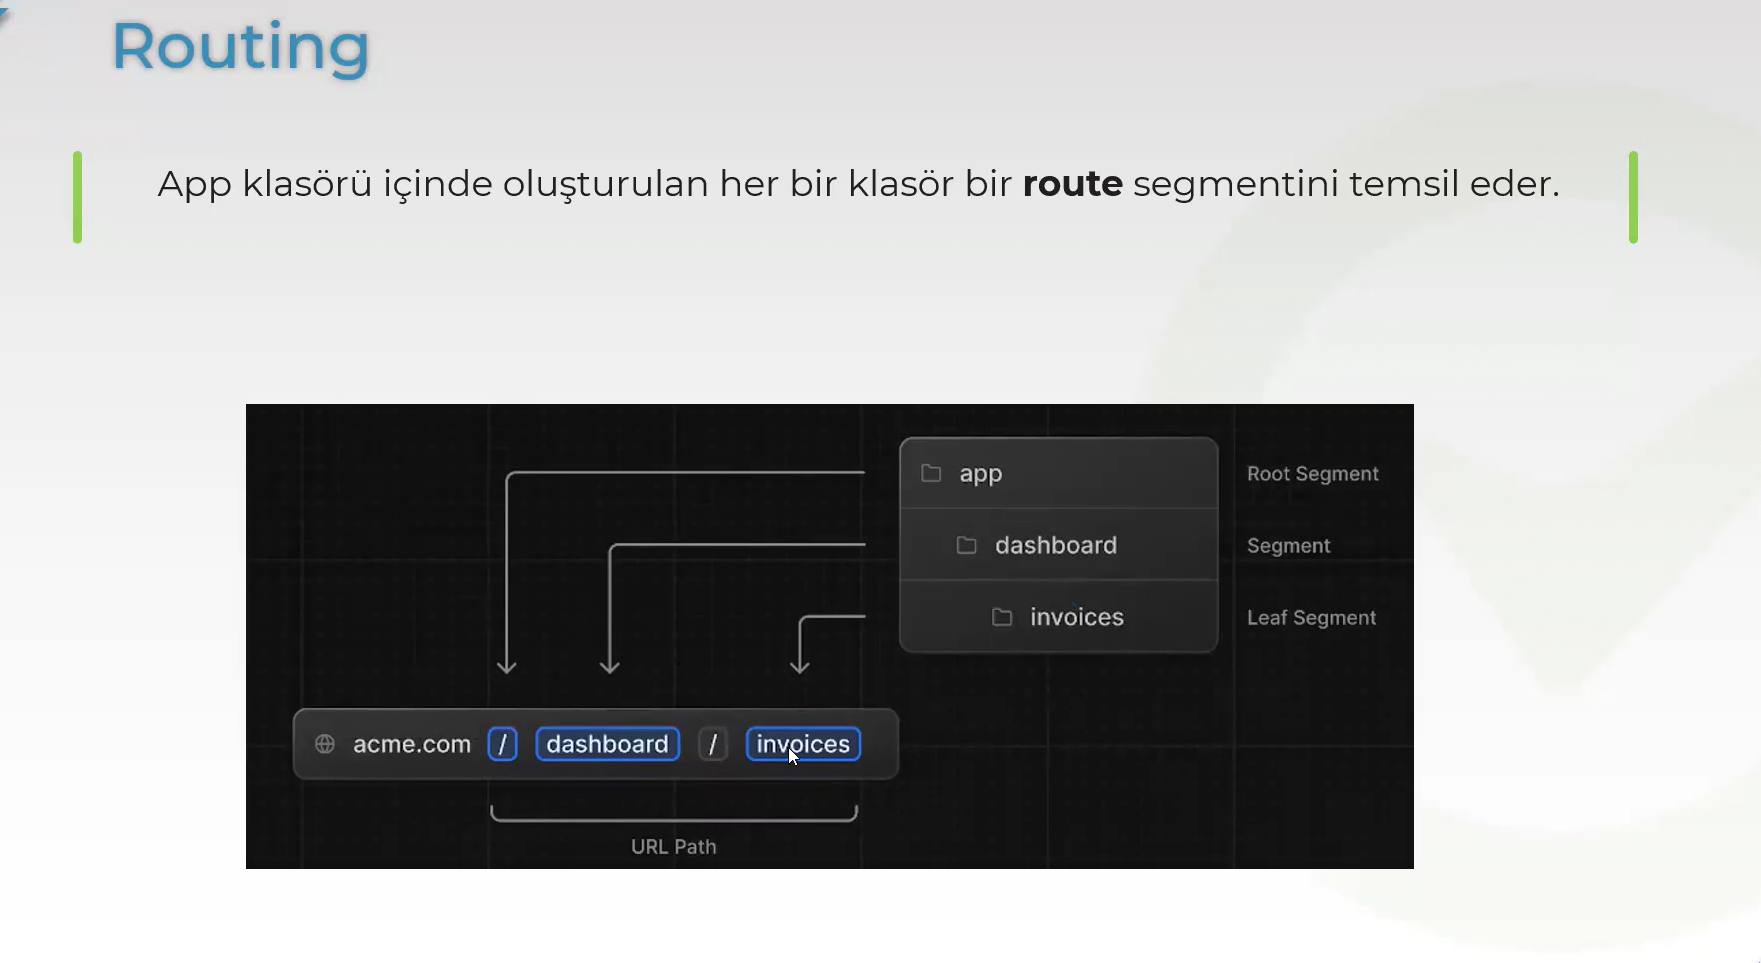 Routing
App klasörü içinde oluşturulan her bir klasör bir route segmentini temsil eder.
app
Root Segment
dashboard
Segment
invoices
Leaf Segment
acme.com / dashboard / invoices
URL Path